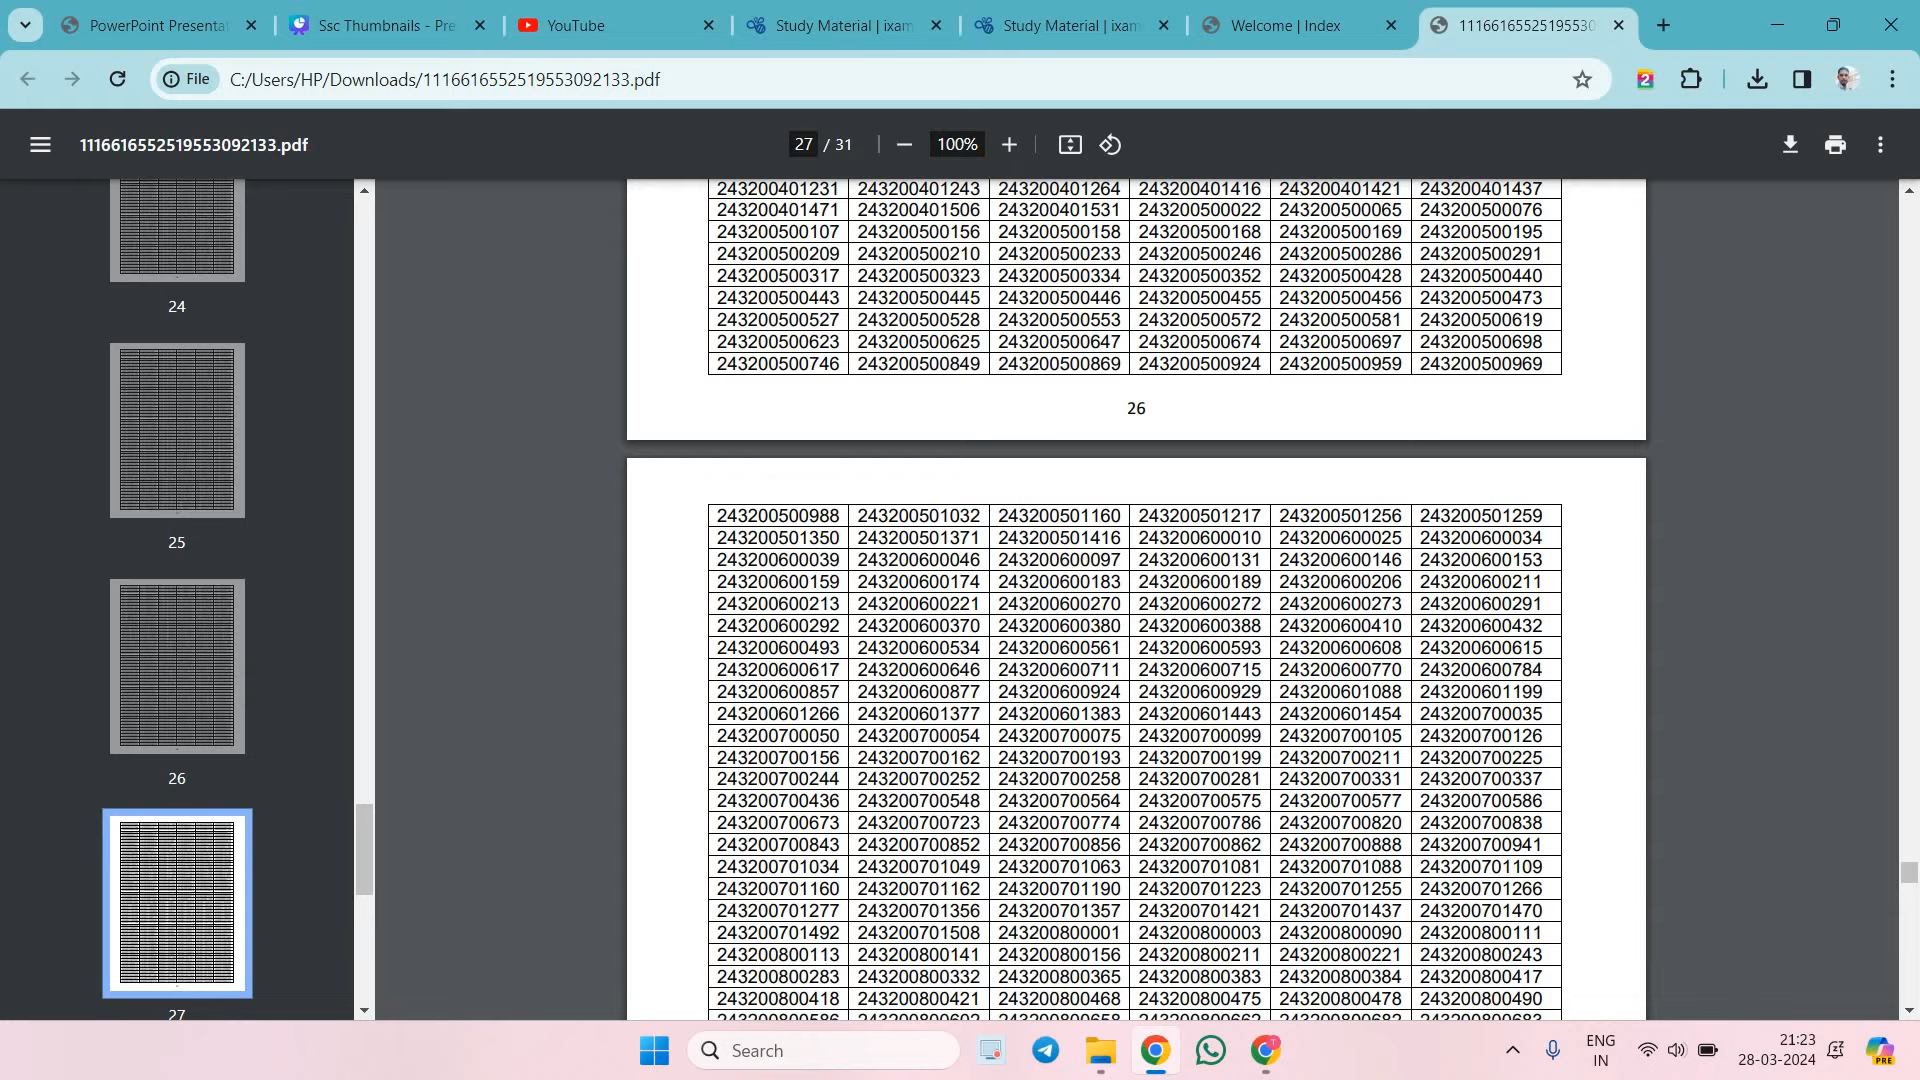 PowerPoint Presenta
Ssc Thumbnails - Pre
YouTube
Study Material | ixam
Study Material | ixam
Welcome | Index
1116616552519553
File
C:/Users/HP/Downloads/1116616552519553092133.pdf
1116616552519553092133.pdf
27 / 31
100%
24
25
26
27
243200401231 243200401243 243200401264 243200401416 243200401421 243200401437
243200401471 243200401506 243200401531 243200500022 243200500065 243200500076
243200500107 243200500156 243200500158 243200500168 243200500169 243200500195
243200500209 243200500210 243200500233 243200500246 243200500286 243200500291
243200500317 243200500323 243200500334 243200500352 243200500428 243200500440
243200500443 243200500445 243200500446 243200500455 243200500456 243200500473
243200500527 243200500528 243200500553 243200500572 243200500581 243200500619
243200500623 243200500625 243200500647 243200500674 243200500697 243200500698
243200500746 243200500849 243200500869 243200500924 243200500959 243200500969
26
243200500988 243200501032 243200501160 243200501217 243200501256 243200501259
243200501350 243200501371 243200501416 243200600010 243200600025 243200600034
243200600039 243200600046 243200600097 243200600131 243200600146 243200600153
243200600159 243200600174 243200600183 243200600189 243200600206 243200600211
243200600213 243200600221 243200600270 243200600272 243200600273 243200600291
243200600292 243200600370 243200600380 243200600388 243200600410 243200600432
243200600493 243200600534 243200600561 243200600593 243200600608 243200600615
243200600617 243200600646 243200600711 243200600715 243200600770 243200600784
243200600857 243200600877 243200600924 243200600929 243200601088 243200601199
243200601266 243200601377 243200601383 243200601443 243200601454 243200700035
243200700050 243200700054 243200700075 243200700099 243200700105 243200700126
243200700156 243200700162 243200700193 243200700199 243200700211 243200700225
243200700244 243200700252 243200700258 243200700281 243200700331 243200700337
243200700436 243200700548 243200700564 243200700575 243200700577 243200700586
243200700673 243200700723 243200700774 243200700786 243200700820 243200700838
243200700843 243200700852 243200700856 243200700862 243200700888 243200700941
243200701034 243200701049 243200701063 243200701081 243200701088 243200701109
243200701160 243200701162 243200701190 243200701223 243200701255 243200701266
243200701277 243200701356 243200701357 243200701421 243200701437 243200701470
243200701492 243200701508 243200800001 243200800003 243200800090 243200800111
243200800113 243200800141 243200800156 243200800211 243200800221 243200800243
243200800283 243200800332 243200800365 243200800383 243200800384 243200800417
243200800418 243200800421 243200800468 243200800475 243200800478 243200800490
Search
ENG
IN
21:23
28-03-2024
PRE